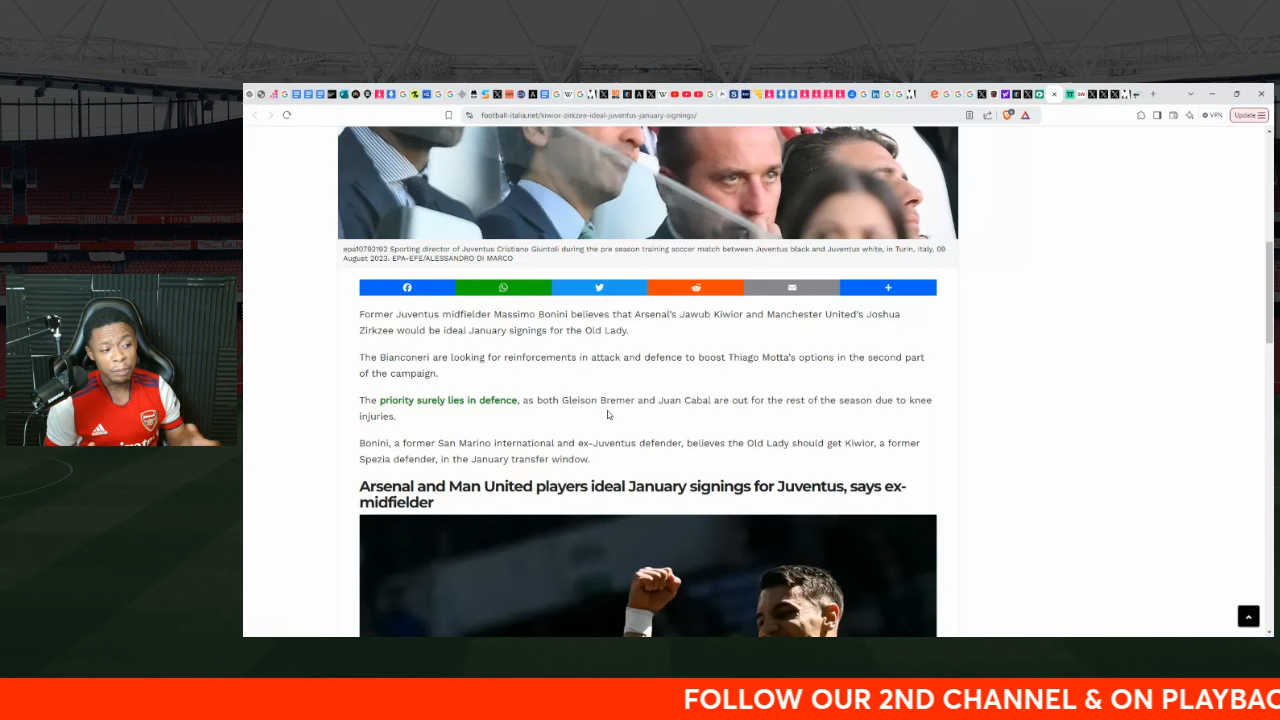 football-italia.net/kiwior-zirkzee-ideal-juventus-january-signings/
VPN
Update
epa10792192 Sporting director of Juventus Cristiano Giuntoli during the pre season training soccer match between Juventus black and Juventus white, in Turin, Italy, 09
August 2023. EPA-EFE/ALESSANDRO DI MARCO
Former Juventus midfielder Massimo Bonini believes that Arsenal's Jawub Kiwior and Manchester United's Joshua
Zirkzee would be ideal January signings for the Old Lady.
The Bianconeri are looking for reinforcements in attack and defence to boost Thiago Motta's options in the second part
of the campaign.
The priority surely lies in defence, as both Gleison Bremer and Juan Cabal are out for the rest of the season due to knee
injuries.
Bonini, a former San Marino international and ex-Juventus defender, believes the Old Lady should get Kiwior, a former
Spezia defender, in the January transfer window.
Arsenal and Man United players ideal January signings for Juventus, says ex-
midfielder
Arsenal
FOLLOW OUR 2ND CHANNEL & ON PLAYBAC